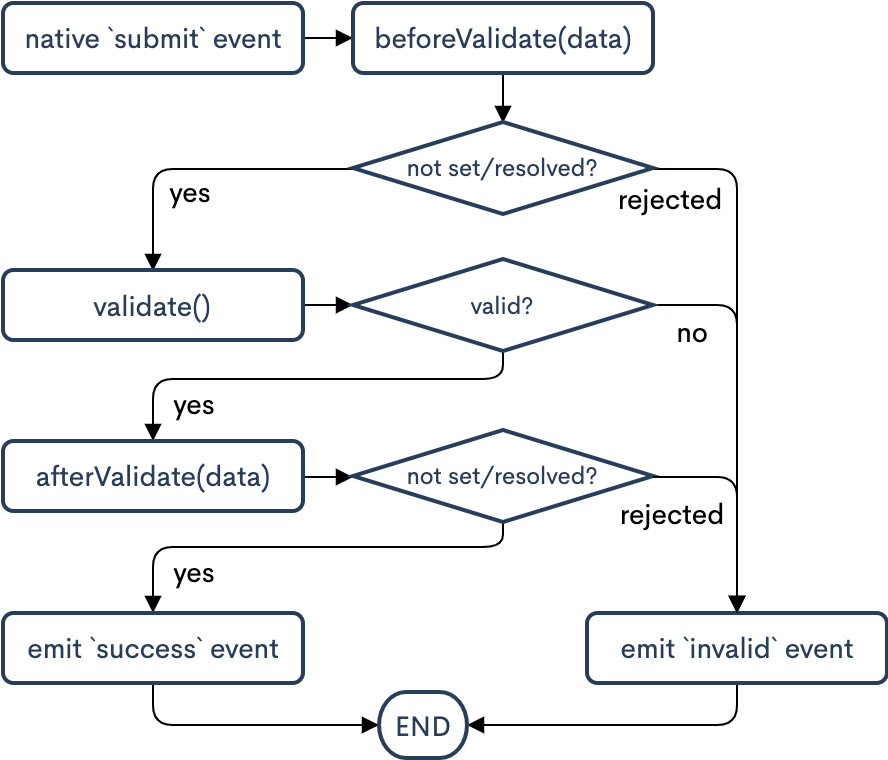 native `submit` event
beforeValidate(data)
not set/resolved?
yes
rejected
validate()
valid?
no
yes
afterValidate(data)
not set/resolved?
rejected
yes
emit `success` event
emit `invalid` event
END